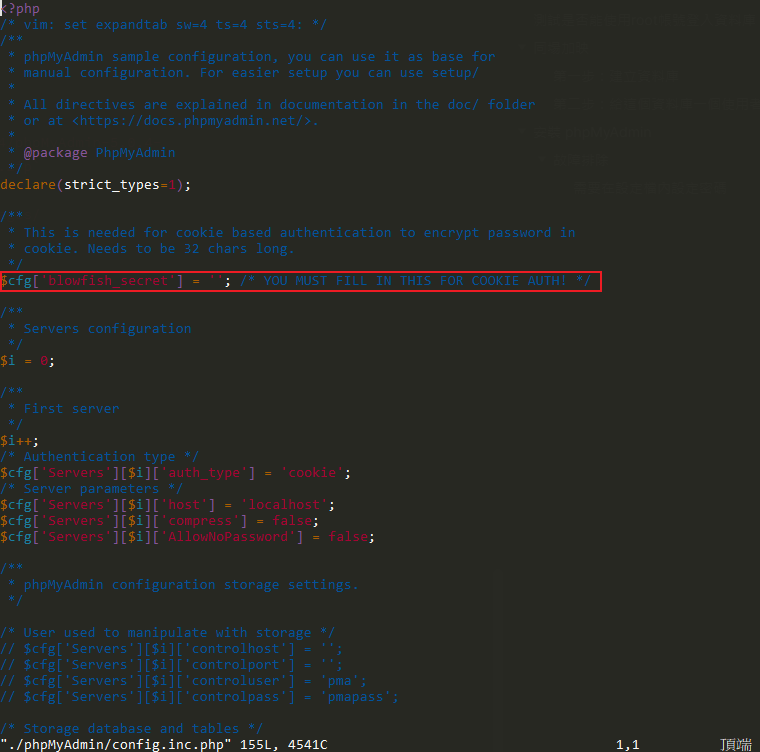 <?php
/* vim: set expandtab sw=4 ts=4 sts=4: */
/**
 * phpMyAdmin sample configuration, you can use it as base for
 * manual configuration. For easier setup you can use setup/
 *
 * All directives are explained in documentation in the doc/ folder
 * or at <https://docs.phpmyadmin.net/>.
 *
 * @package PhpMyAdmin
 */
declare(strict_types=1);

/**
 * This is needed for cookie based authentication to encrypt password in
 * cookie. Needs to be 32 chars long.
 */
$cfg['blowfish_secret'] = ''; /* YOU MUST FILL IN THIS FOR COOKIE AUTH! */

/**
 * Servers configuration
 */
$i = 0;

/**
 * First server
 */
$i++;
/* Authentication type */
$cfg['Servers'][$i]['auth_type'] = 'cookie';
/* Server parameters */
$cfg['Servers'][$i]['host'] = 'localhost';
$cfg['Servers'][$i]['compress'] = false;
$cfg['Servers'][$i]['AllowNoPassword'] = false;

/**
 * phpMyAdmin configuration storage settings.
 */

/* User used to manipulate with storage */
// $cfg['Servers'][$i]['controlhost'] = '';
// $cfg['Servers'][$i]['controlport'] = '';
// $cfg['Servers'][$i]['controluser'] = 'pma';
// $cfg['Servers'][$i]['controlpass'] = 'pmapass';

/* Storage database and tables */
"./phpMyAdmin/config.inc.php" 155L, 4541C 1,1 頂端